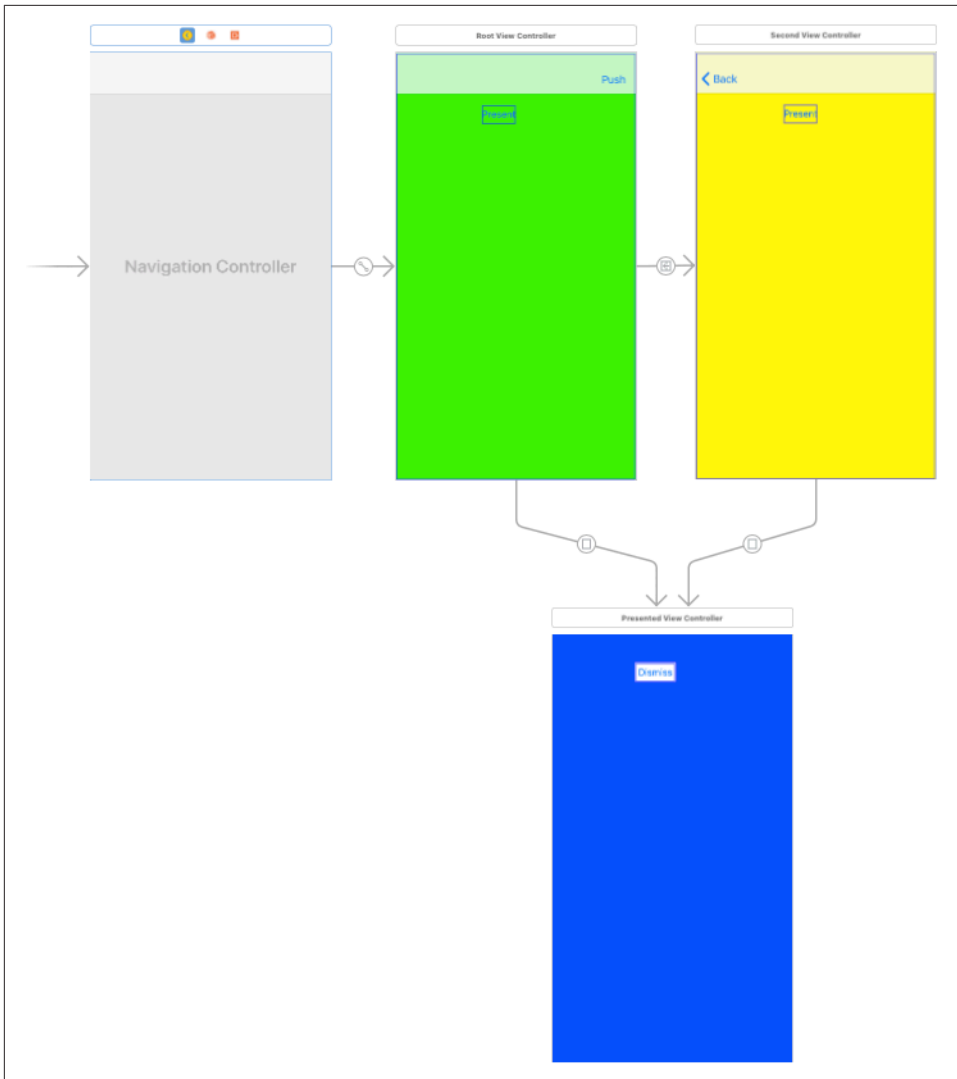 Root View Controller
Second View Controller
Push
Back
Present
Present
Navigation Controller
Presented View Controller
Dismiss